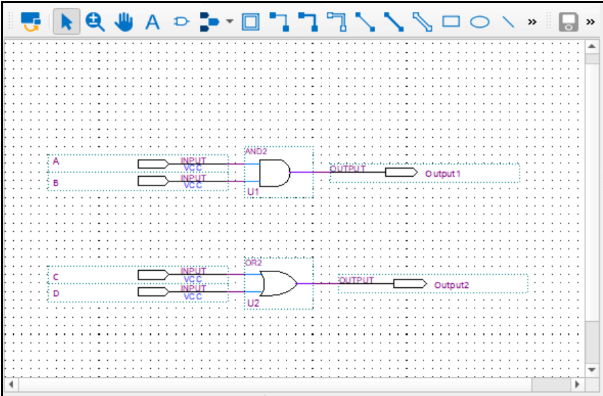 A
AND2
A
INPUT
VCC
B
INPUT
VCC
U1
OUTPUT
Output1
OR2
C
INPUT
VCC
D
INPUT
VCC
U2
OUTPUT
Output2